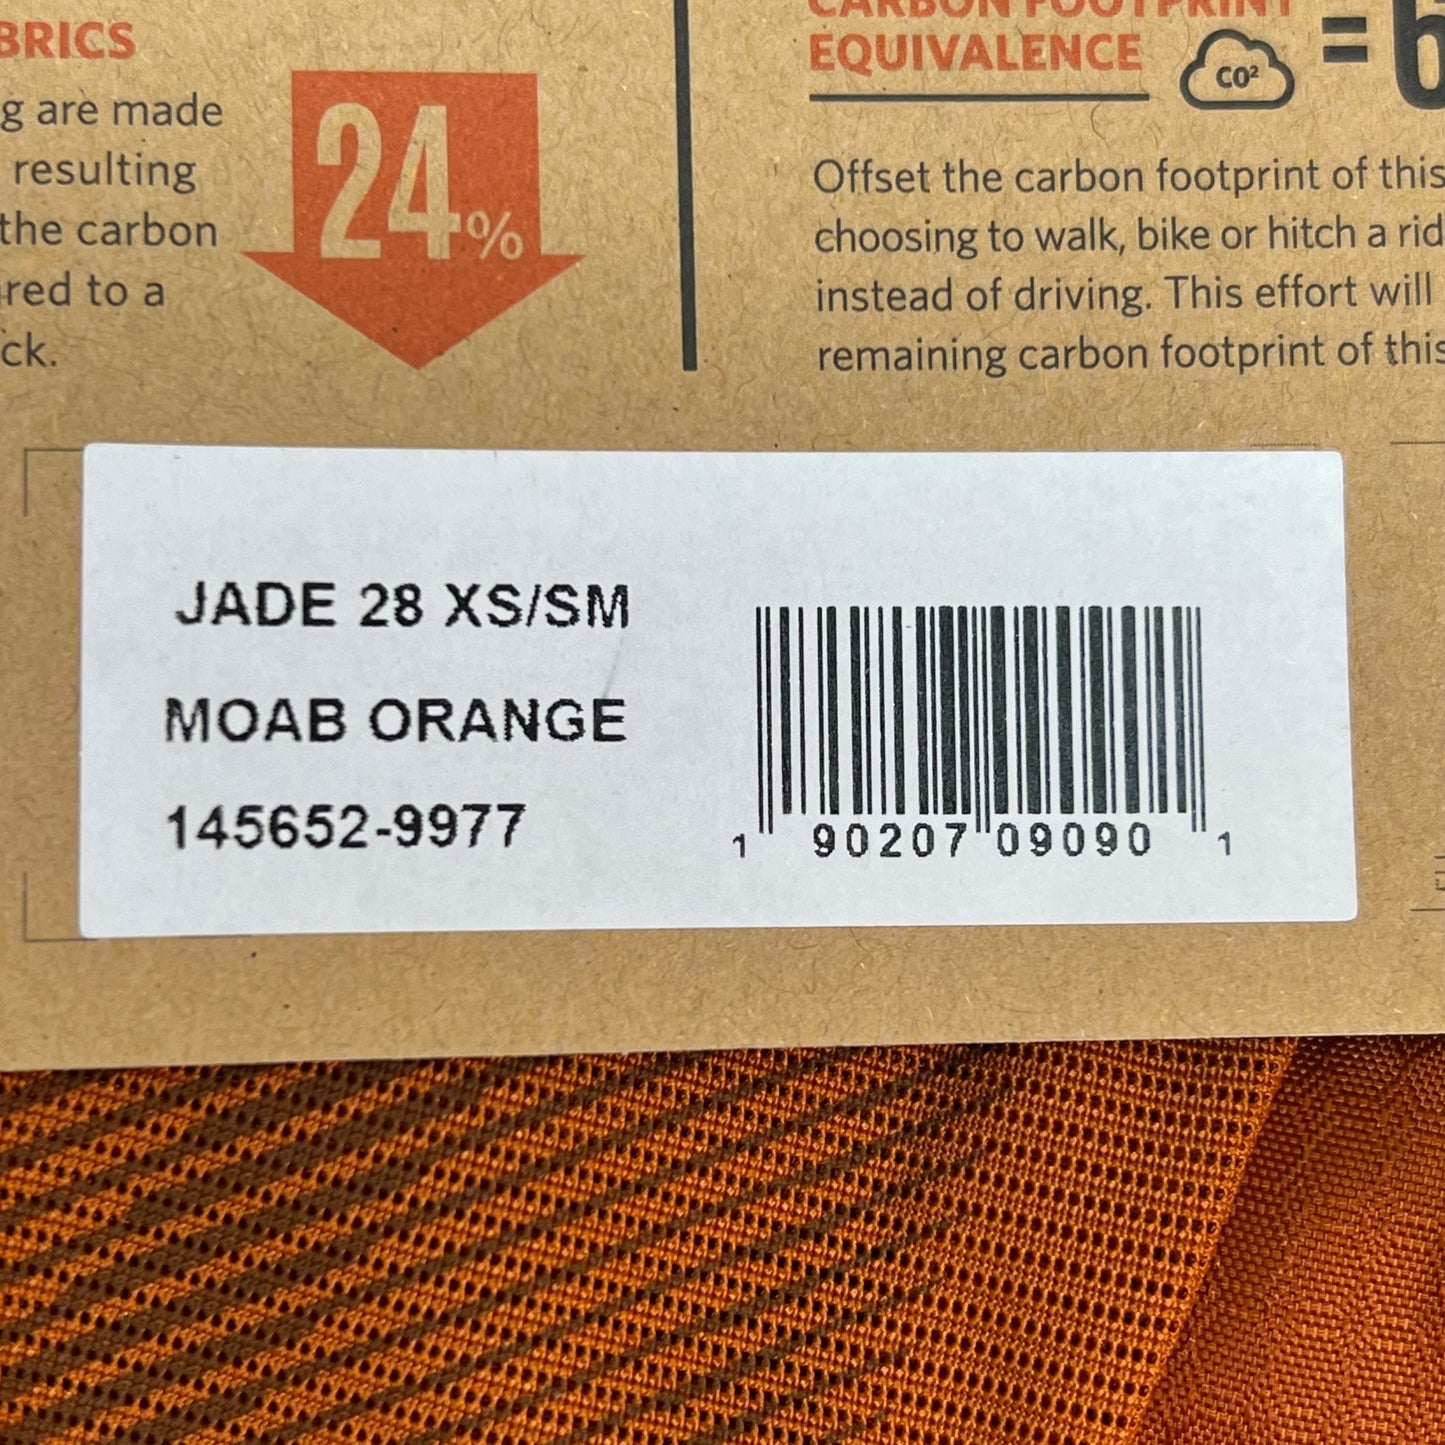 BRICS
g are made
resulting
the carbon
red to a
ck.
24%
CARBON FOOTPRINT
EQUIVALENCE
CO²
= 6
Offset the carbon footprint of this
choosing to walk, bike or hitch a rid
instead of driving. This effort will
remaining carbon footprint of this
JADE 28 XS/SM
MOAB ORANGE
145652-9977
1 90207 09090 1